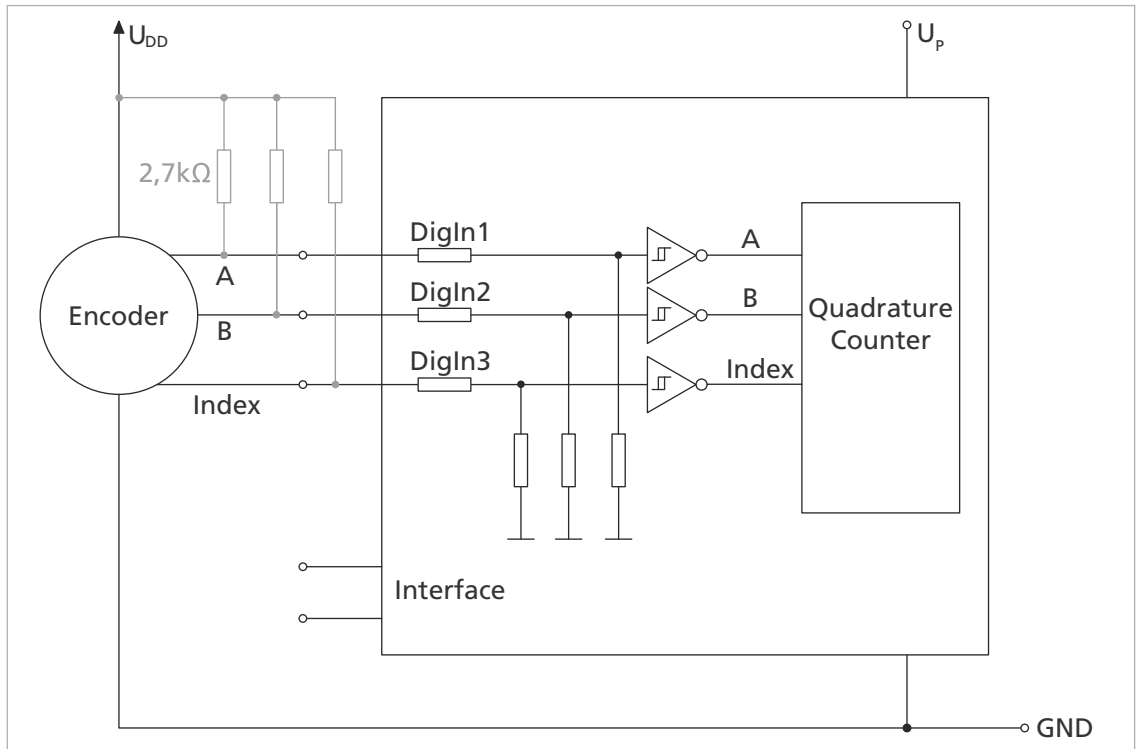 U_DD
U_P
2,7kΩ
DigIn1
A
A
DigIn2
B
Encoder
B
Quadrature
Counter
DigIn3
Index
Index
Interface
GND